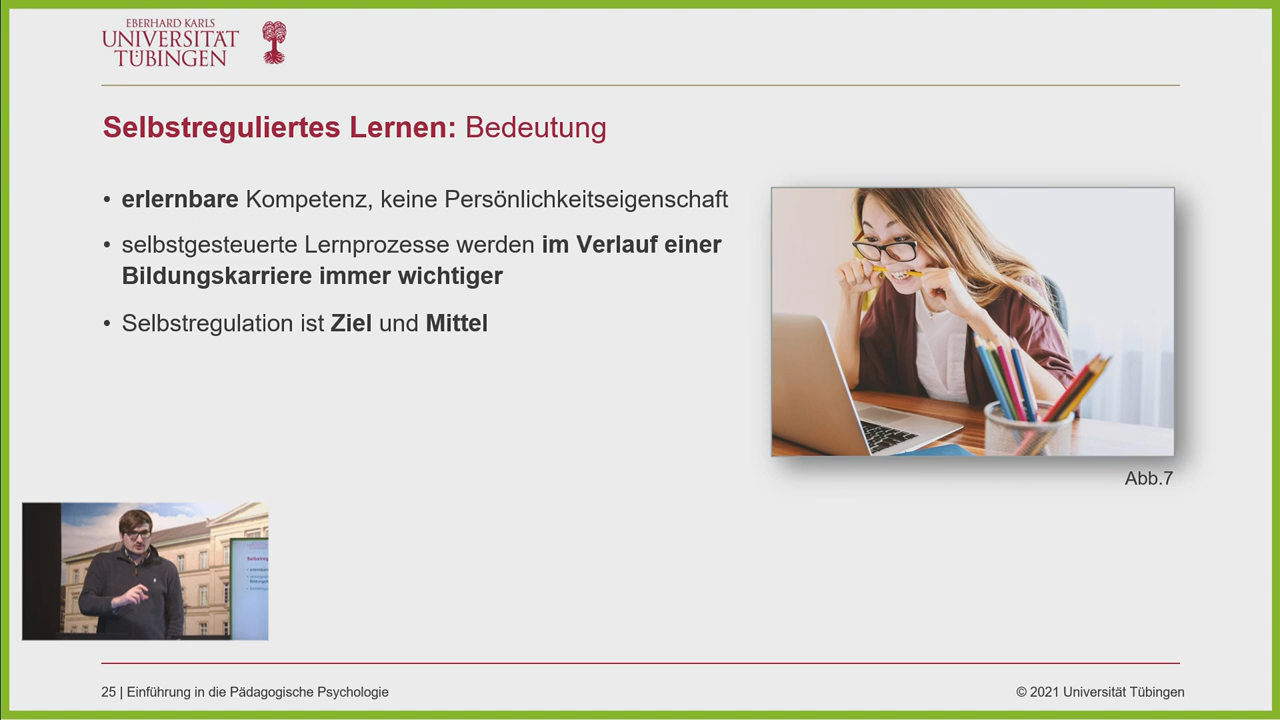 EBERHARD KARLS
UNIVERSITÄT
TÜBINGEN
Selbstreguliertes Lernen: Bedeutung
• erlernbare Kompetenz, keine Persönlichkeitseigenschaft
• selbstgesteuerte Lernprozesse werden im Verlauf einer
Bildungskarriere immer wichtiger
• Selbstregulation ist Ziel und Mittel
Abb.7
25 | Einführung in die Pädagogische Psychologie
© 2021 Universität Tübingen